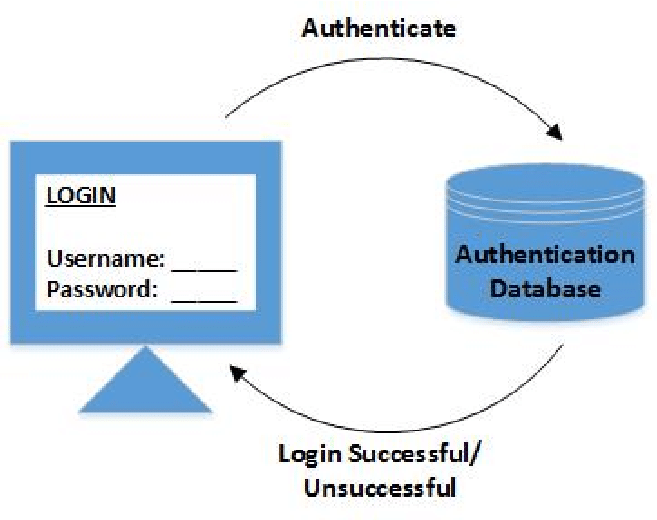 Authenticate
LOGIN
Username: _____
Password: _____
Authentication
Database
Login Successful/
Unsuccessful